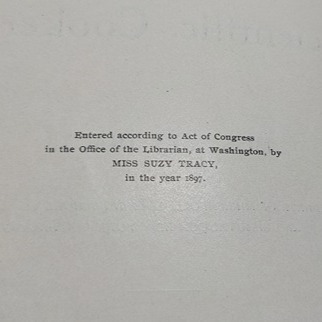 Entered according to Act of Congress
in the Office of the Librarian, at Washington, by
MISS SUZY TRACY,
in the year 1897.